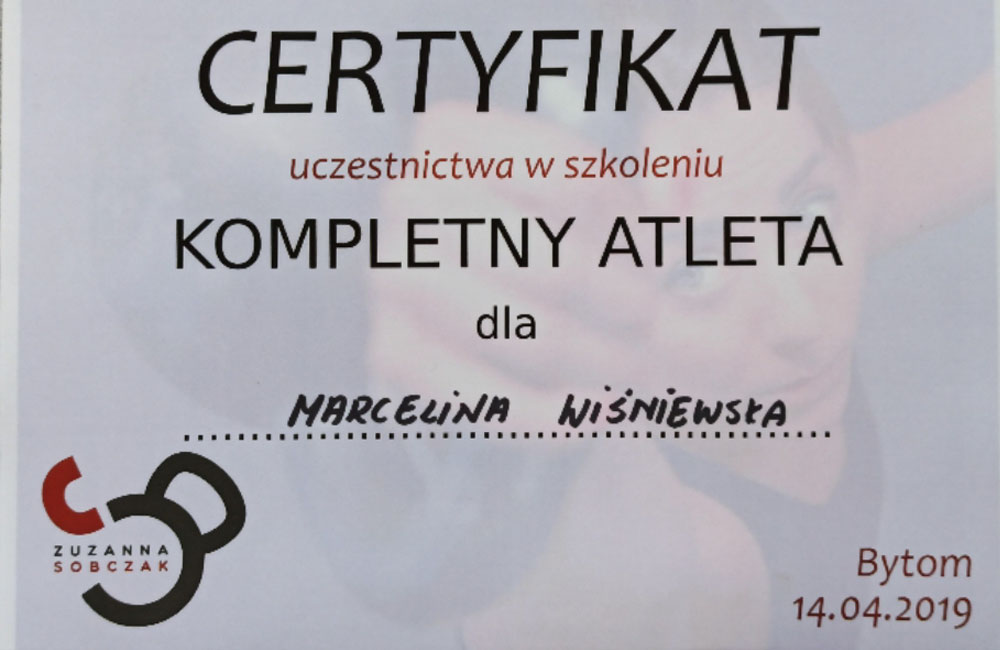 CERTYFIKAT
uczestnictwa w szkoleniu
KOMPLETNY ATLETA
dla
MARCELINA WIŚNIEWSKA
ZUZANNA
SOBCZAK
Bytom
14.04.2019